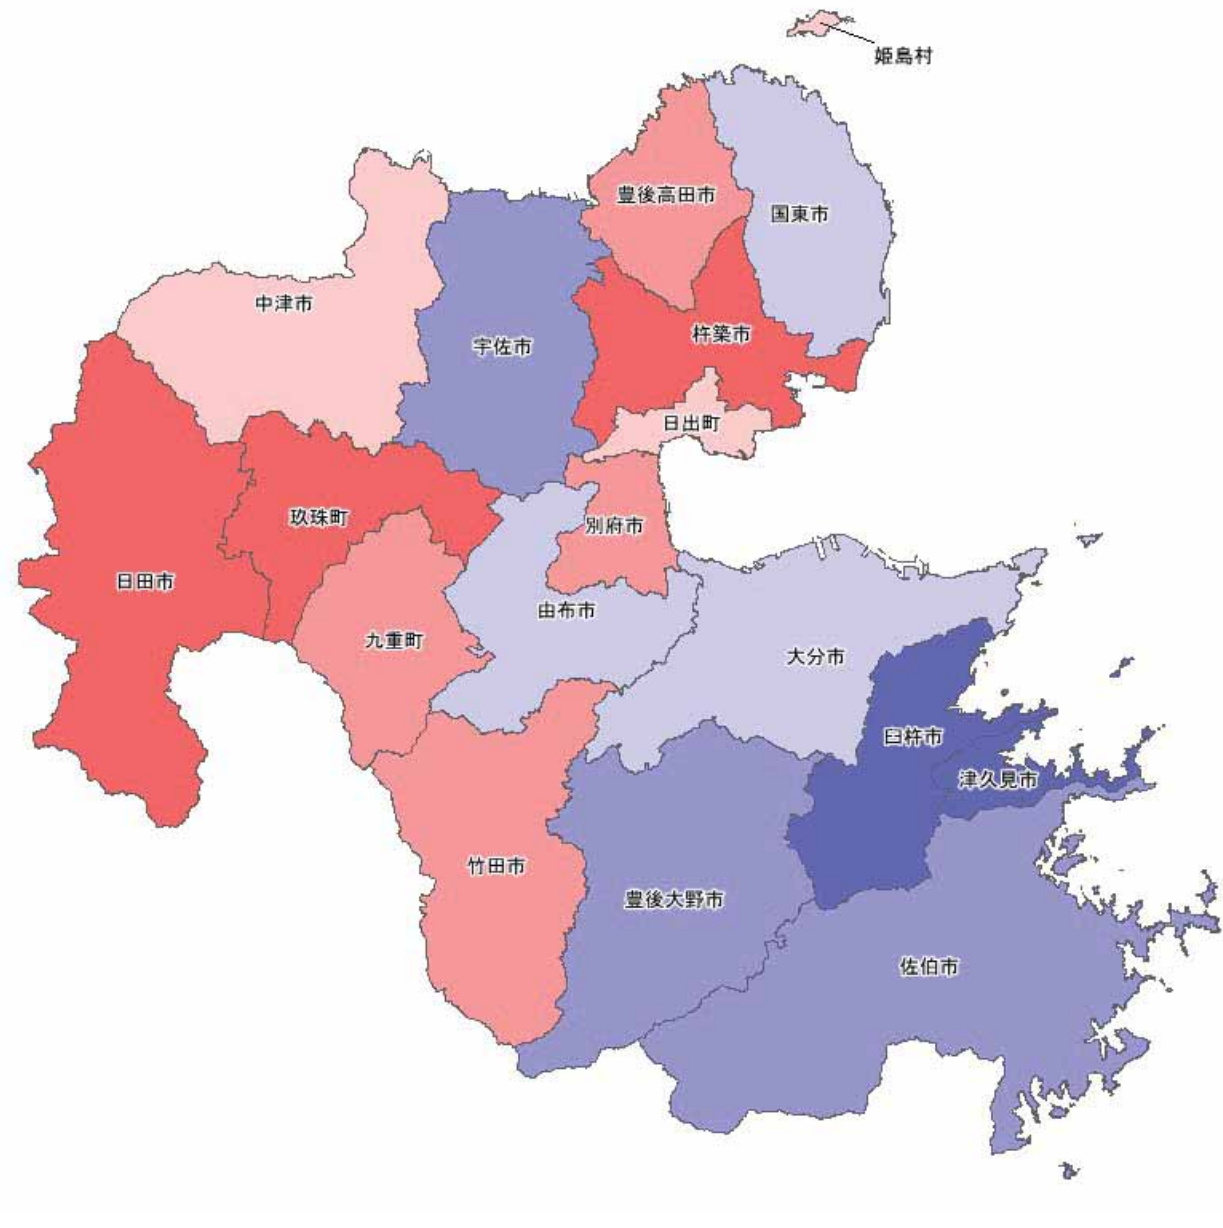 姫島村
豊後高田市
国東市
中津市
杵築市
宇佐市
日出町
玖珠町
別府市
日田市
由布市
九重町
大分市
臼杵市
津久見市
竹田市
豊後大野市
佐伯市